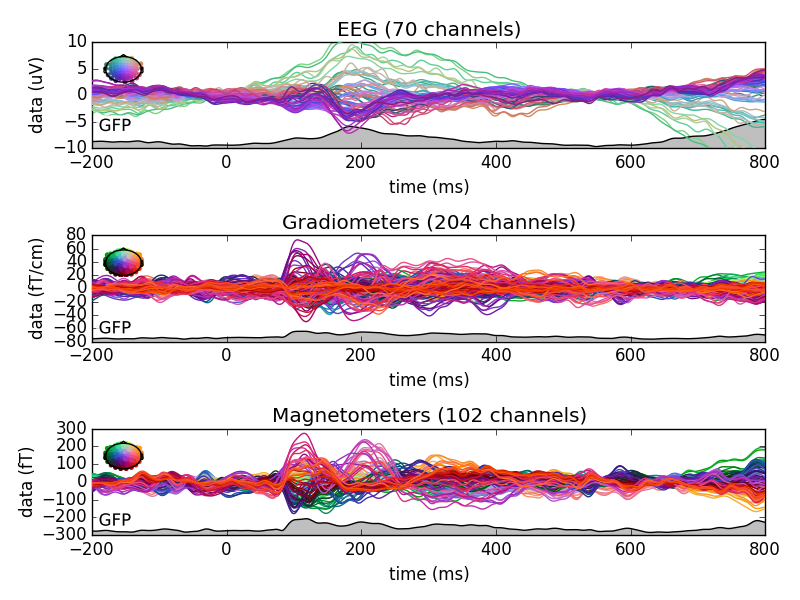 EEG (70 channels)
data (uV)
10
5
0
−5
−10
GFP
−200 0 200 400 600 800
time (ms)
Gradiometers (204 channels)
data (fT/cm)
80
60
40
20
0
−20
−40
−60
−80
GFP
−200 0 200 400 600 800
time (ms)
Magnetometers (102 channels)
data (fT)
300
200
100
0
−100
−200
−300
GFP
−200 0 200 400 600 800
time (ms)